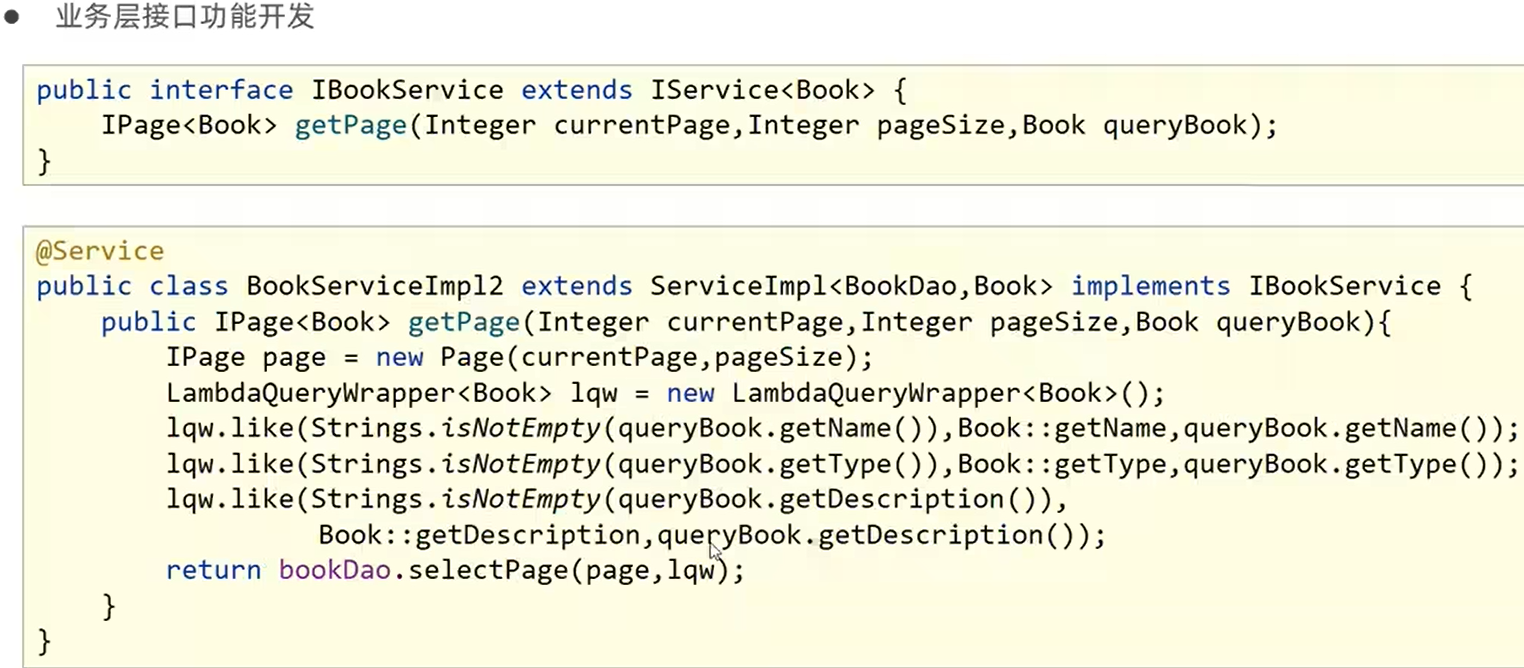 ● 业务层接口功能开发
public interface IBookService extends IService<Book> {
    IPage<Book> getPage(Integer currentPage,Integer pageSize,Book queryBook);
}
@Service
public class BookServiceImpl2 extends ServiceImpl<BookDao,Book> implements IBookService {
    public IPage<Book> getPage(Integer currentPage,Integer pageSize,Book queryBook){
        IPage page = new Page(currentPage,pageSize);
        LambdaQueryWrapper<Book> lqw = new LambdaQueryWrapper<Book>();
        lqw.like(Strings.isNotEmpty(queryBook.getName()),Book::getName,queryBook.getName());
        lqw.like(Strings.isNotEmpty(queryBook.getType()),Book::getType,queryBook.getType());
        lqw.like(Strings.isNotEmpty(queryBook.getDescription()),
                Book::getDescription,queryBook.getDescription());
        return bookDao.selectPage(page,lqw);
    }
}